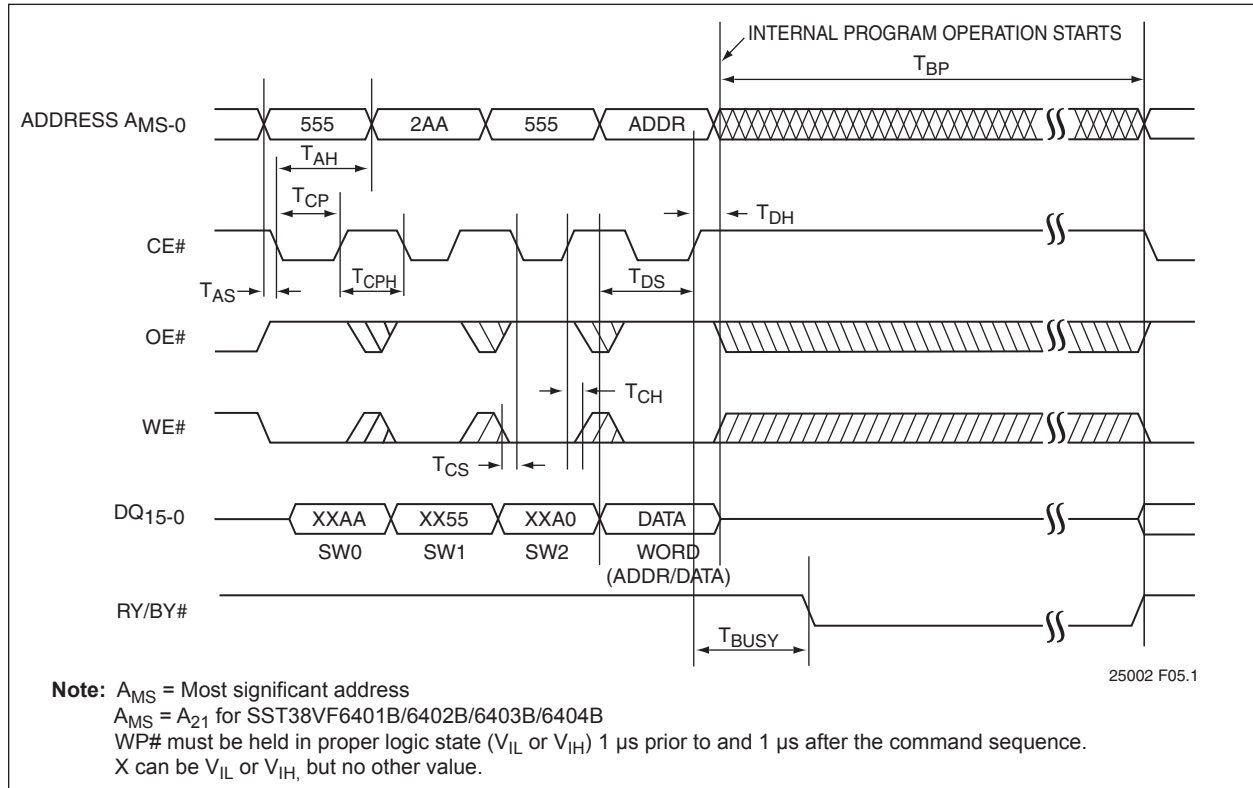 INTERNAL PROGRAM OPERATION STARTS
TBP
ADDRESS AMS-0
555
2AA
555
ADDR
TAH
TCP
TDH
CE#
TCPH
TDS
TAS
OE#
TCH
WE#
TCS
DQ15-0
XXAA
XX55
XXA0
DATA
SW0
SW1
SW2
WORD
(ADDR/DATA)
RY/BY#
TBUSY
25002 F05.1
Note: AMS = Most significant address
AMS = A21 for SST38VF6401B/6402B/6403B/6404B
WP# must be held in proper logic state (VIL or VIH) 1 µs prior to and 1 µs after the command sequence.
X can be VIL or VIH, but no other value.